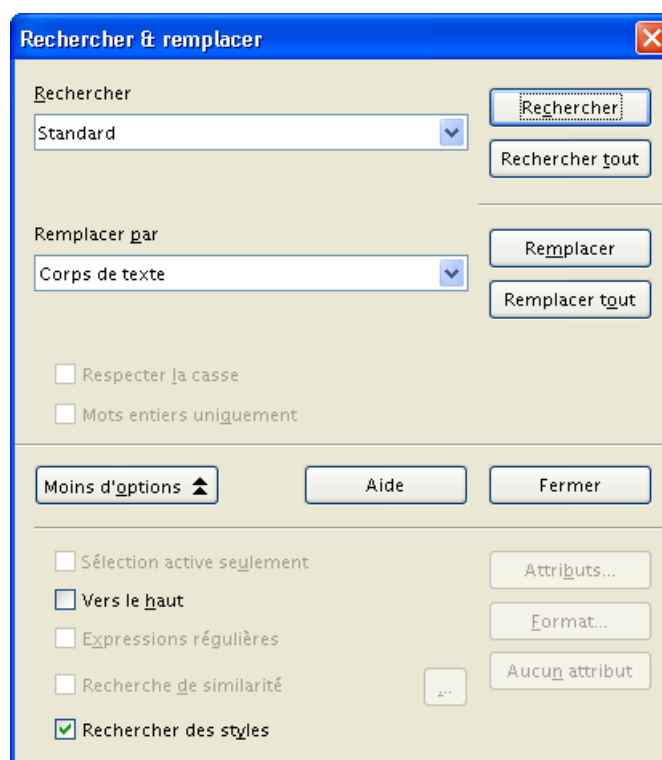 Rechercher & remplacer
Rechercher
Standard
Rechercher
Rechercher tout
Remplacer par
Corps de texte
Remplacer
Remplacer tout
Respecter la casse
Mots entiers uniquement
Moins d'options
Aide
Fermer
Sélection active seulement
Attributs...
Vers le haut
Format...
Expressions régulières
Aucun attribut
Recherche de similarité
...
Rechercher des styles